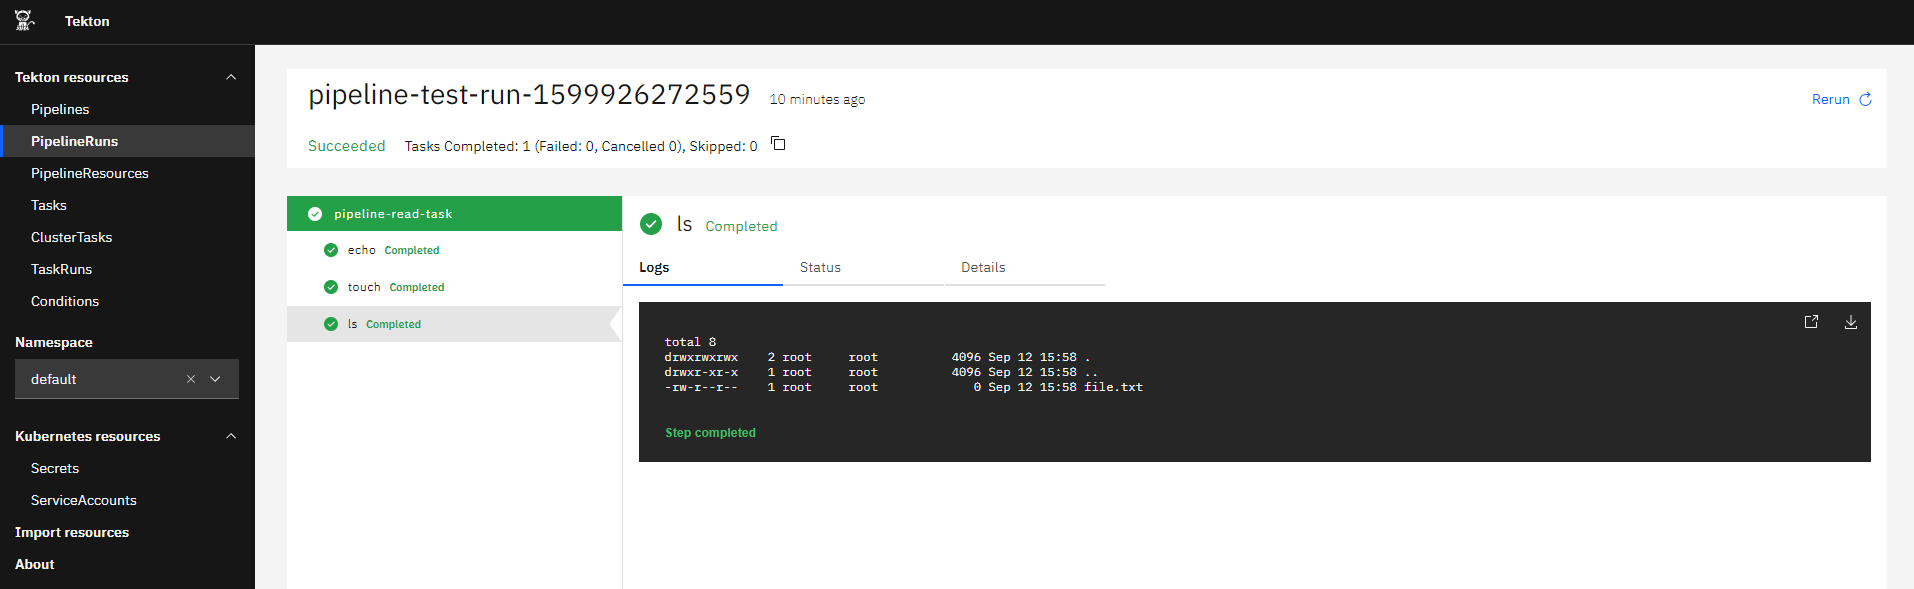 Tekton
Tekton resources
Pipelines
PipelineRuns
PipelineResources
Tasks
ClusterTasks
TaskRuns
Conditions
Namespace
default
Kubernetes resources
Secrets
ServiceAccounts
Import resources
About
pipeline-test-run-1599926272559 10 minutes ago
Rerun
Succeeded Tasks Completed: 1 (Failed: 0, Cancelled 0), Skipped: 0
pipeline-read-task
echo Completed
touch Completed
ls Completed
ls Completed
Logs Status Details
total 8
drwxrwxrwx    2 root     root          4096 Sep 12 15:58 .
drwxr-xr-x    1 root     root          4096 Sep 12 15:58 ..
-rw-r--r--    1 root     root             0 Sep 12 15:58 file.txt
Step completed